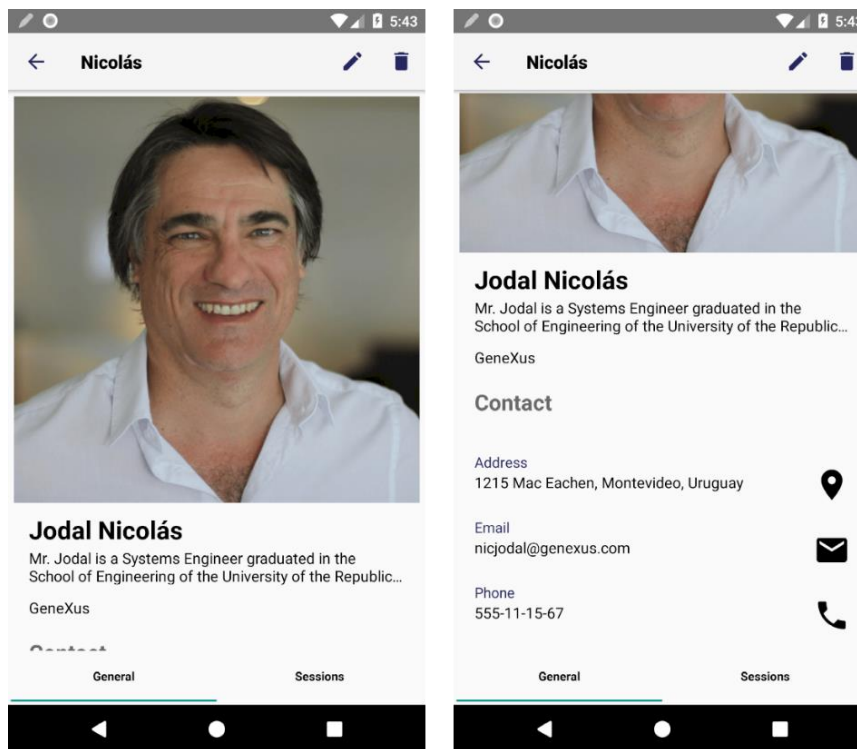 5:43
Nicolás
Jodal Nicolás
Mr. Jodal is a Systems Engineer graduated in the
School of Engineering of the University of the Republic...
GeneXus
Contact
General Sessions
5:43
Nicolás
Jodal Nicolás
Mr. Jodal is a Systems Engineer graduated in the
School of Engineering of the University of the Republic...
GeneXus
Contact
Address
1215 Mac Eachen, Montevideo, Uruguay
Email
nicjodal@genexus.com
Phone
555-11-15-67
General Sessions